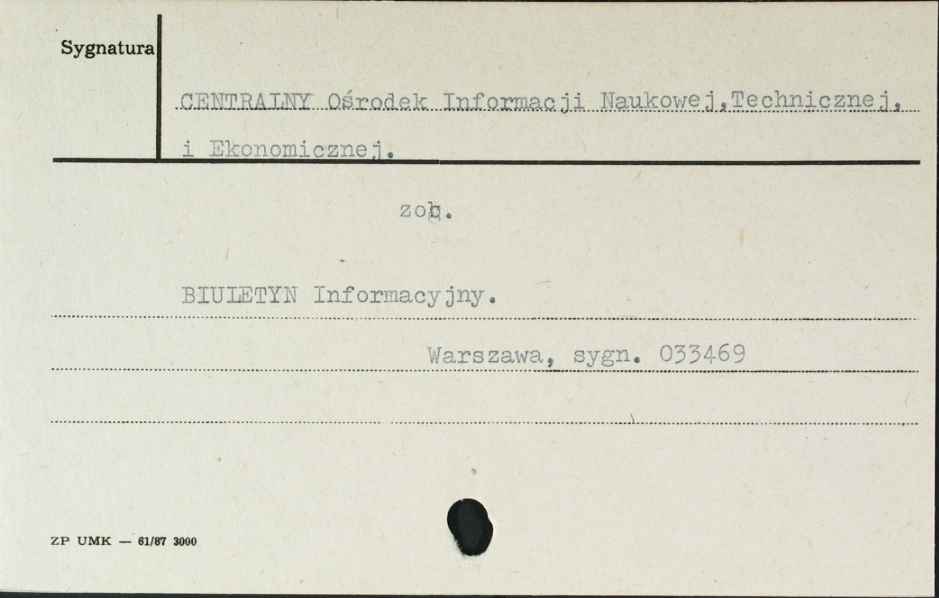 Sygnatura
CENTRALNY Ośrodek Informacji Naukowej,Technicznej,
i Ekonomicznej.
zob.
BIULETYN Informacyjny.
Warszawa, sygn. 033469
ZP UMK — 61/87 3000